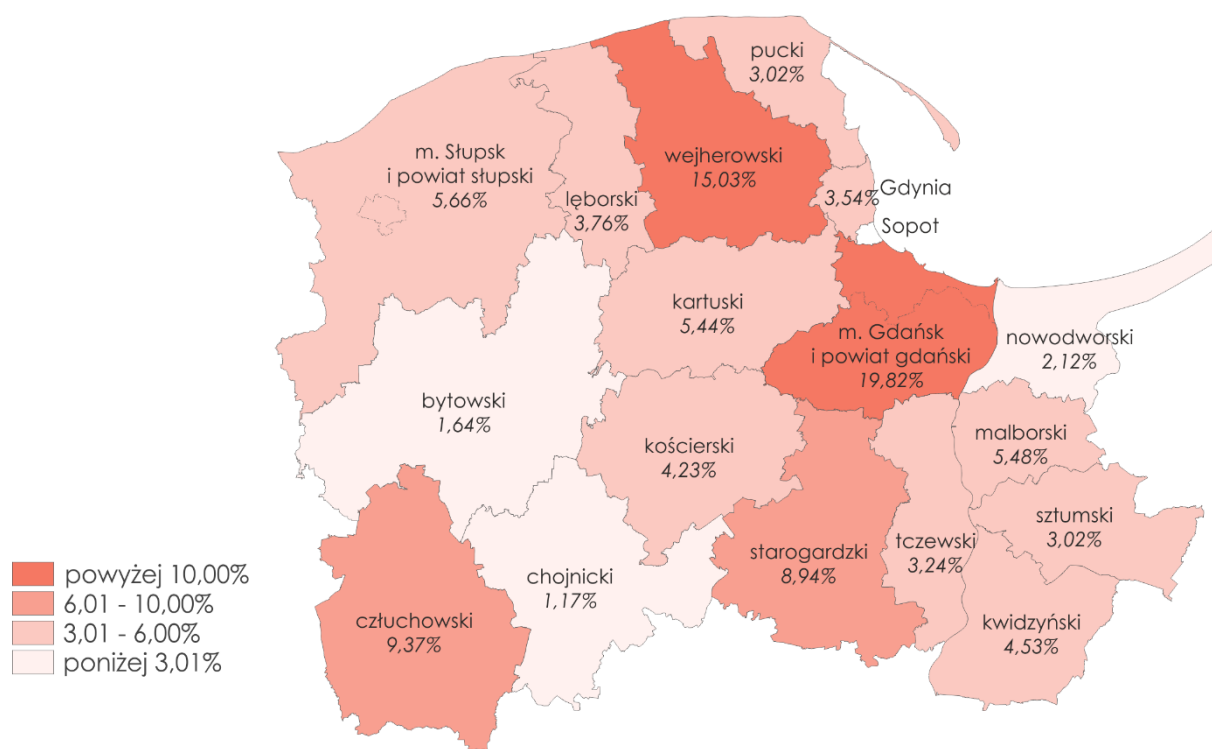 pucki
3,02%
wejherowski
15,03%
m. Słupsk
i powiat słupski
5,66%
lęborski
3,76%
Gdynia
3,54%
Sopot
kartuski
5,44%
m. Gdańsk
i powiat gdański
19,82%
nowodworski
2,12%
bytowski
1,64%
kościerski
4,23%
malborski
5,48%
sztumski
3,02%
starogardzki
8,94%
tczewski
3,24%
chojnicki
1,17%
człuchowski
9,37%
kwidzyński
4,53%
powyżej 10,00%
6,01 - 10,00%
3,01 - 6,00%
poniżej 3,01%